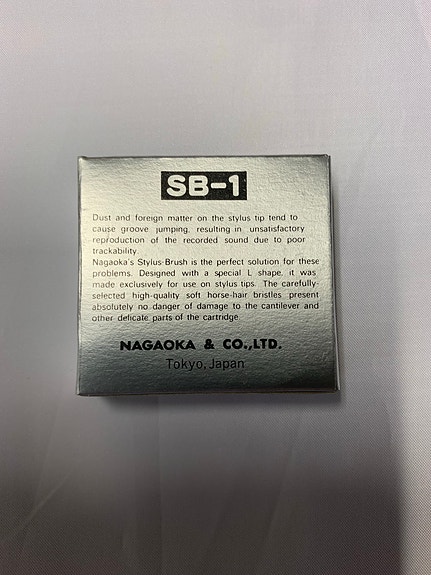 SB-1
Dust and foreign matter on the stylus tip tend to
cause groove jumping, resulting in unsatisfactory
reproduction of the recorded sound due to poor
trackability.
Nagaoka's Stylus-Brush is the perfect solution for these
problems. Designed with a special L shape, it was
made exclusively for use on stylus tips. The carefully-
selected high-quality soft horse-hair bristles present
absolutely no danger of damage to the cantilever and
other delicate parts of the cartridge.
NAGAOKA & CO.,LTD.
Tokyo, Japan